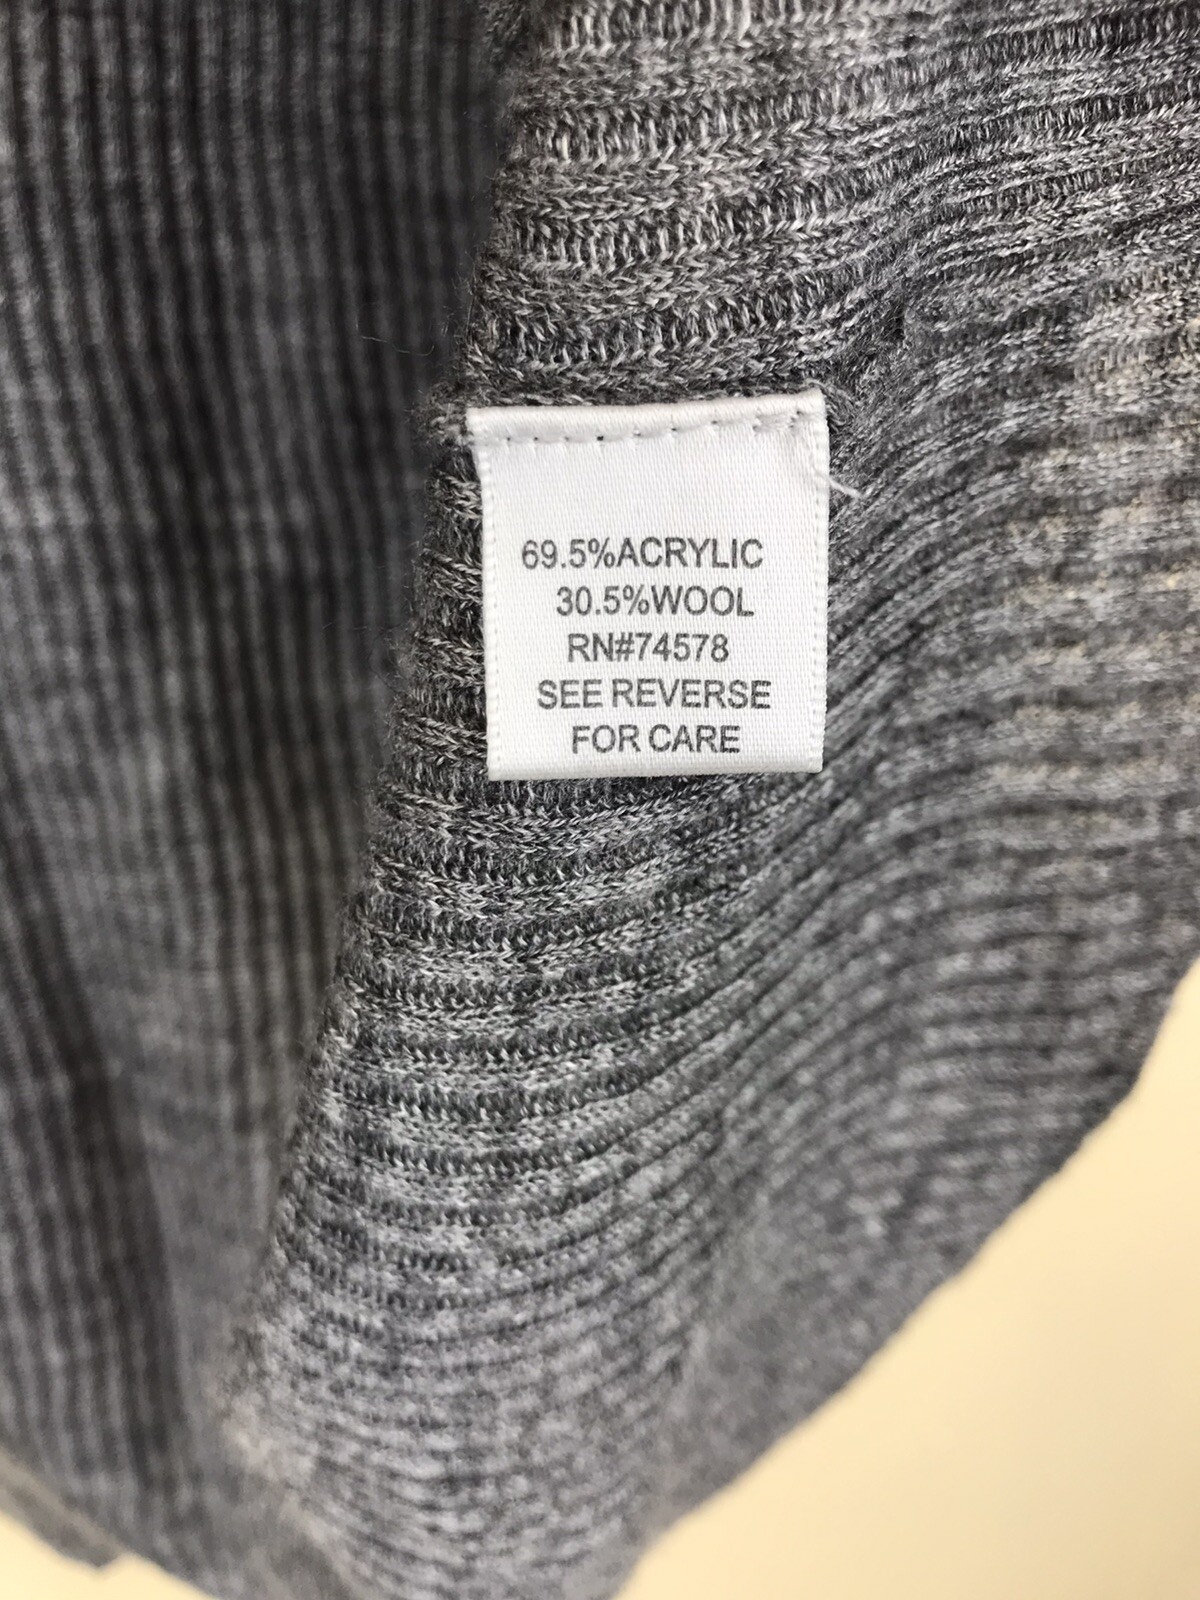 69.5%ACRYLIC
30.5%WOOL
RN#74578
SEE REVERSE
FOR CARE